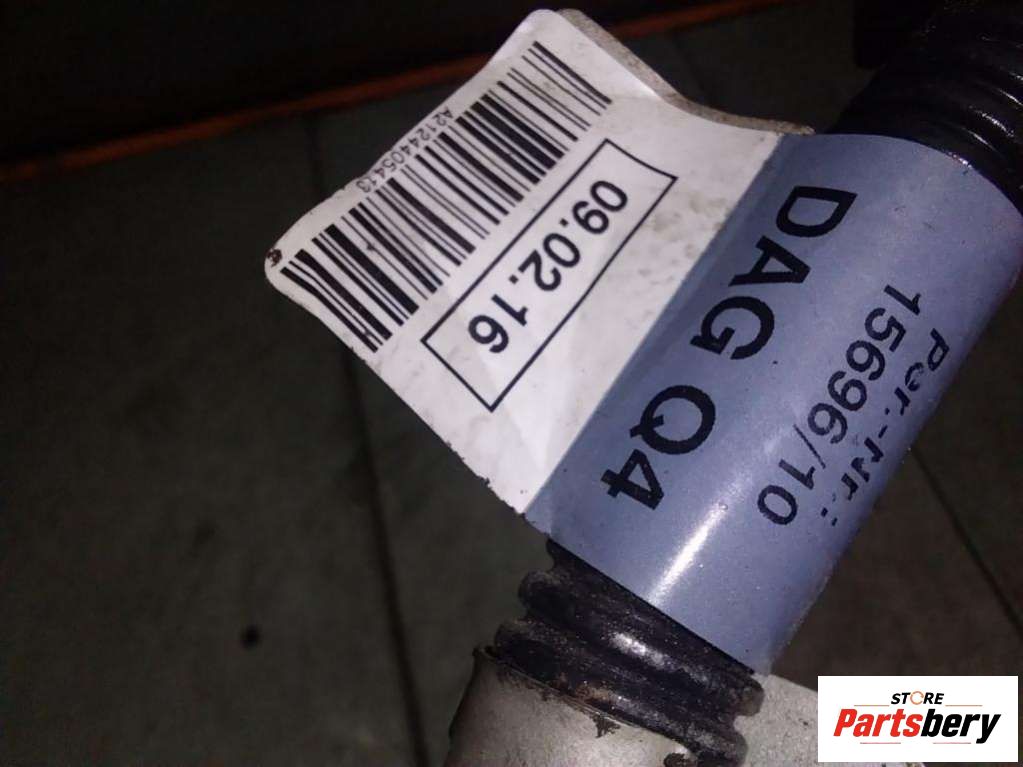 A2124405413
09.02.16
DAG Q4
Per.-Nr.:
15696/10
STORE
Partsbery